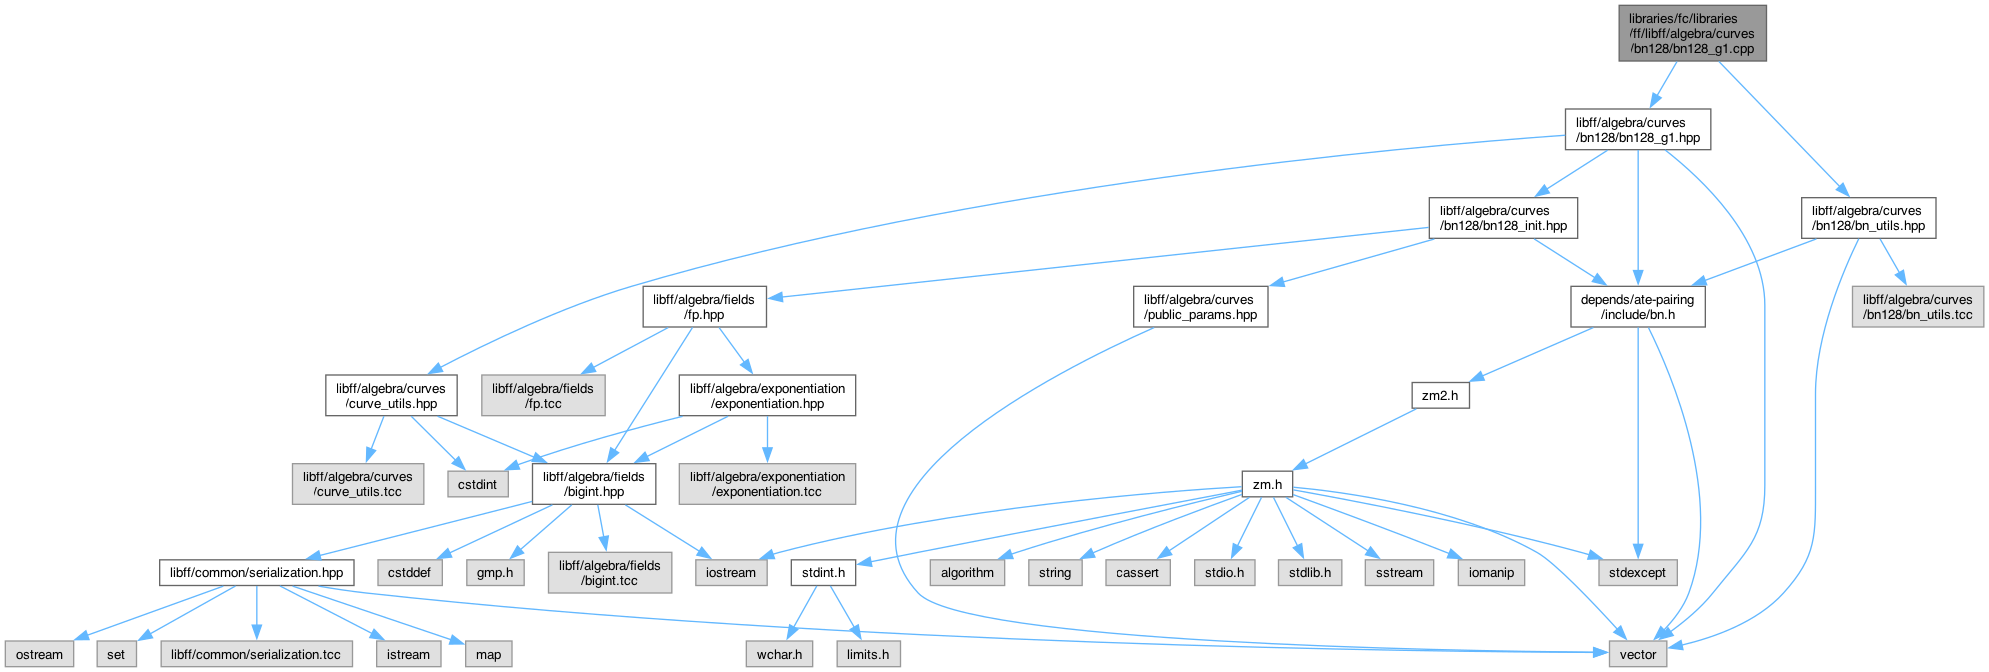 libraries/fc/libraries
/ff/libff/algebra/curves
/bn128/bn128_g1.cpp
libff/algebra/curves
/bn128/bn128_g1.hpp
libff/algebra/curves
/bn128/bn128_init.hpp
libff/algebra/curves
/bn128/bn_utils.hpp
libff/algebra/fields
/fp.hpp
libff/algebra/curves
/public_params.hpp
depends/ate-pairing
/include/bn.h
libff/algebra/curves
/bn128/bn_utils.tcc
libff/algebra/curves
/curve_utils.hpp
libff/algebra/fields
/fp.tcc
libff/algebra/exponentiation
/exponentiation.hpp
zm2.h
libff/algebra/curves
/curve_utils.tcc
cstdint
libff/algebra/fields
/bigint.hpp
libff/algebra/exponentiation
/exponentiation.tcc
zm.h
libff/common/serialization.hpp
cstddef
gmp.h
libff/algebra/fields
/bigint.tcc
iostream
stdint.h
algorithm
string
cassert
stdio.h
stdlib.h
sstream
iomanip
stdexcept
ostream
set
libff/common/serialization.tcc
istream
map
wchar.h
limits.h
vector